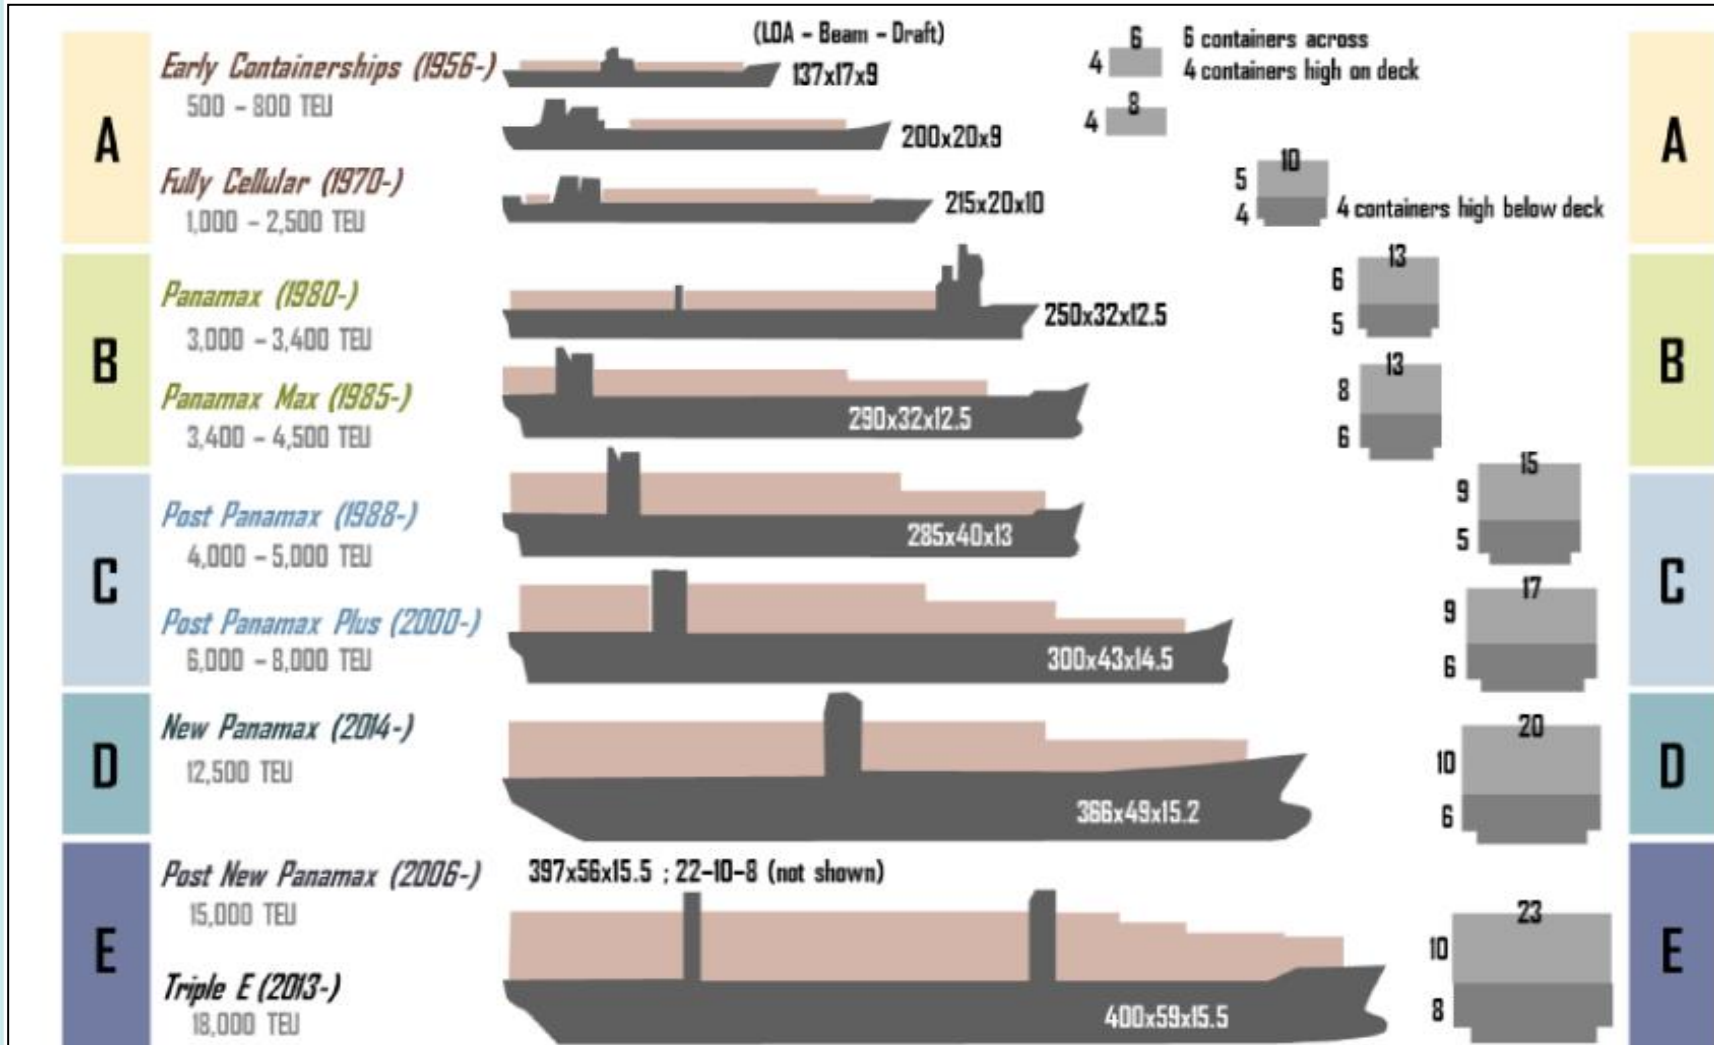 (LOA - Beam - Draft)
A
Early Containerships (1956-)
500 - 800 TEU
137x17x9
6
4
6 containers across
4 containers high on deck
A
200x20x9
8
4
Fully Cellular (1970-)
1,000 - 2,500 TEU
215x20x10
10
5
4
4 containers high below deck
B
Panamax (1980-)
3,000 - 3,400 TEU
250x32x12.5
13
6
5
B
Panamax Max (1985-)
3,400 - 4,500 TEU
290x32x12.5
13
8
6
C
Post Panamax (1988-)
4,000 - 5,000 TEU
285x40x13
15
9
5
C
Post Panamax Plus (2000-)
6,000 - 8,000 TEU
300x43x14.5
17
9
6
D
New Panamax (2014-)
12,500 TEU
366x49x15.2
20
10
6
D
E
Post New Panamax (2006-)
15,000 TEU
397x56x15.5 ; 22-10-8 (not shown)
E
Triple E (2013-)
18,000 TEU
400x59x15.5
23
10
8